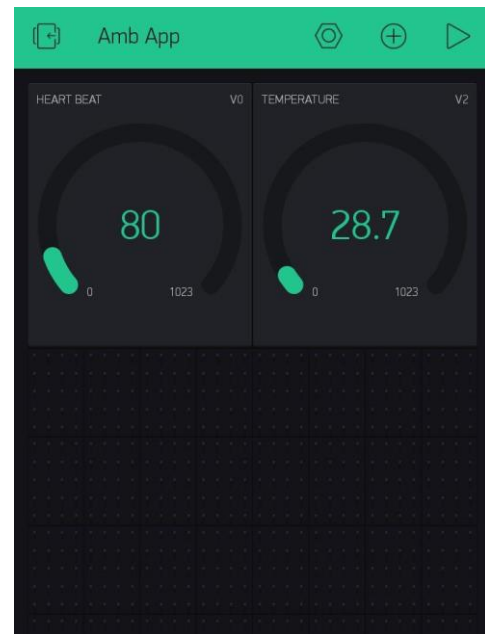 Amb App
HEART BEAT V0
TEMPERATURE V2
80
28.7
0 1023
0 1023